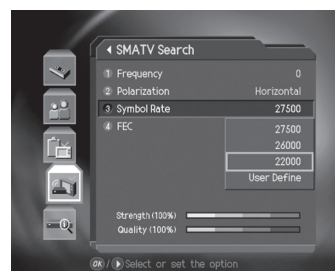 SMATV Search
1 Frequency 0
2 Polarization Horizontal
3 Symbol Rate 27500
4 FEC 27500
26000
22000
User Define
Strength(100%)
Quality (100%)
OK / Select or set the option